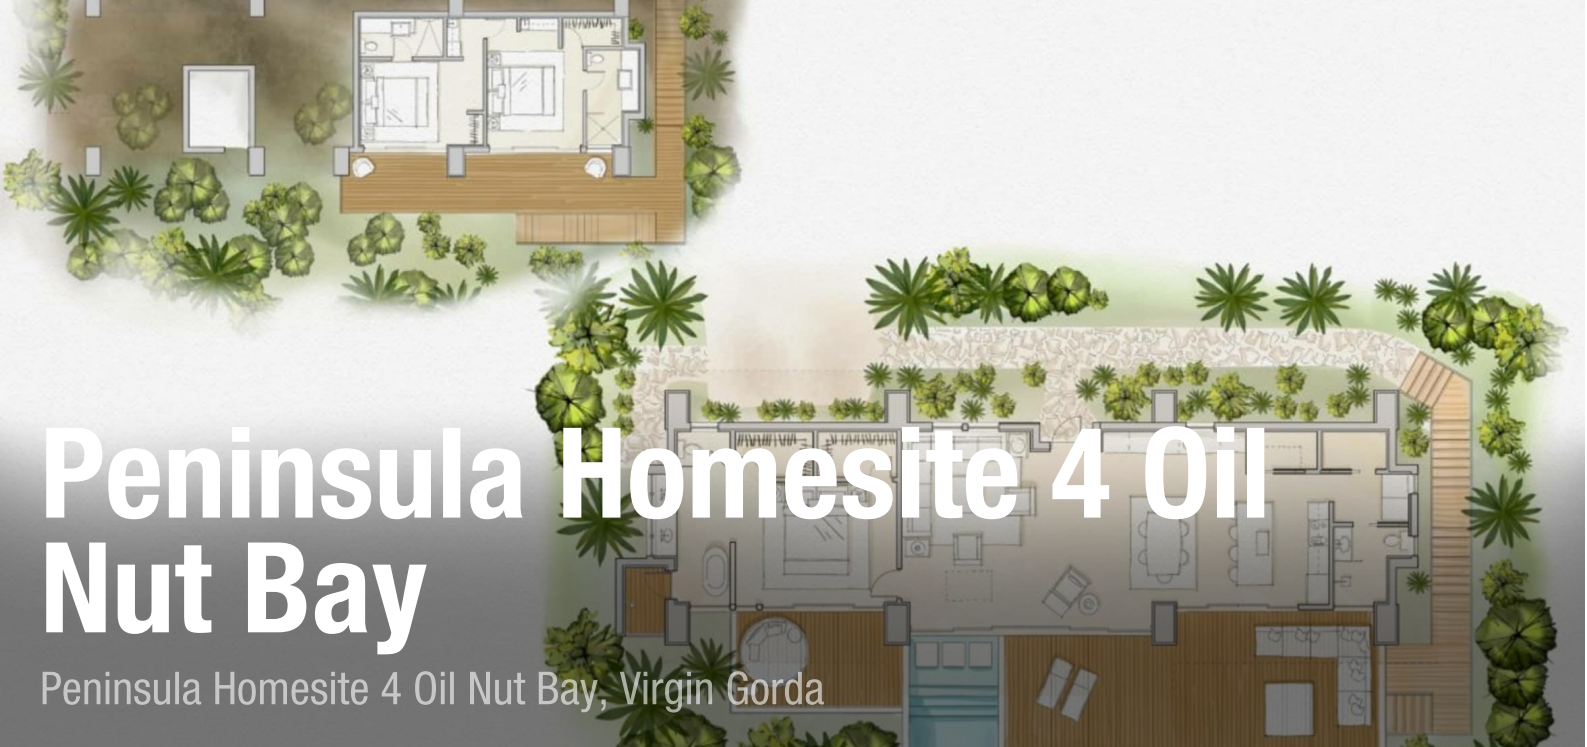 Peninsula Homesite 4 Oil
Nut Bay
Peninsula Homesite 4 Oil Nut Bay, Virgin Gorda